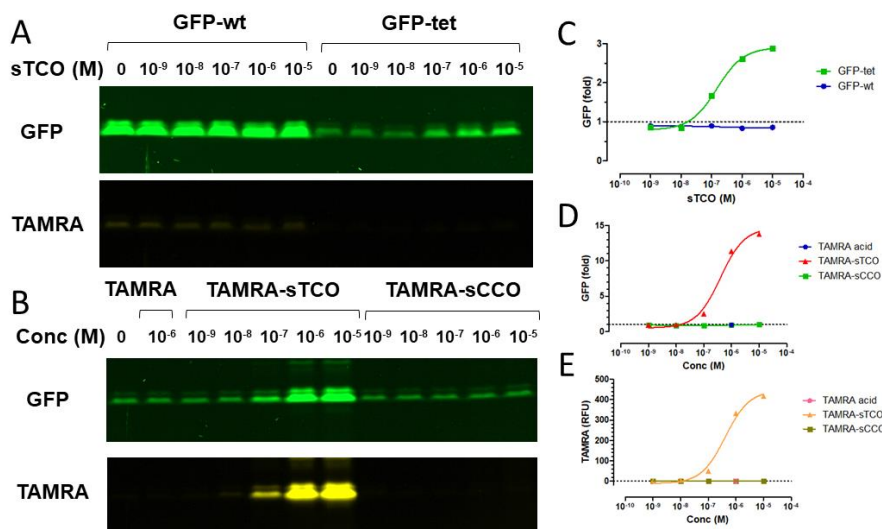 A
GFP-wt GFP-tet
sTCO (M) 0 10-9 10-8 10-7 10-6 10-5 0 10-9 10-8 10-7 10-6 10-5
GFP
TAMRA
B
TAMRA TAMRA-sTCO TAMRA-sCCO
Conc (M) 0 10-6 10-9 10-8 10-7 10-6 10-5 10-9 10-8 10-7 10-6 10-5
GFP
TAMRA
C
GFP (fold)
3
2
1
0
10-10 10-9 10-8 10-7 10-6 10-5 10-4
sTCO (M)
GFP-tet
GFP-wt
D
GFP (fold)
15
10
5
0
10-10 10-9 10-8 10-7 10-6 10-5 10-4
Conc (M)
TAMRA acid
TAMRA-sTCO
TAMRA-sCCO
E
TAMRA (RFU)
500
400
300
200
100
0
10-10 10-9 10-8 10-7 10-6 10-5 10-4
Conc (M)
TAMRA acid
TAMRA-sTCO
TAMRA-sCCO